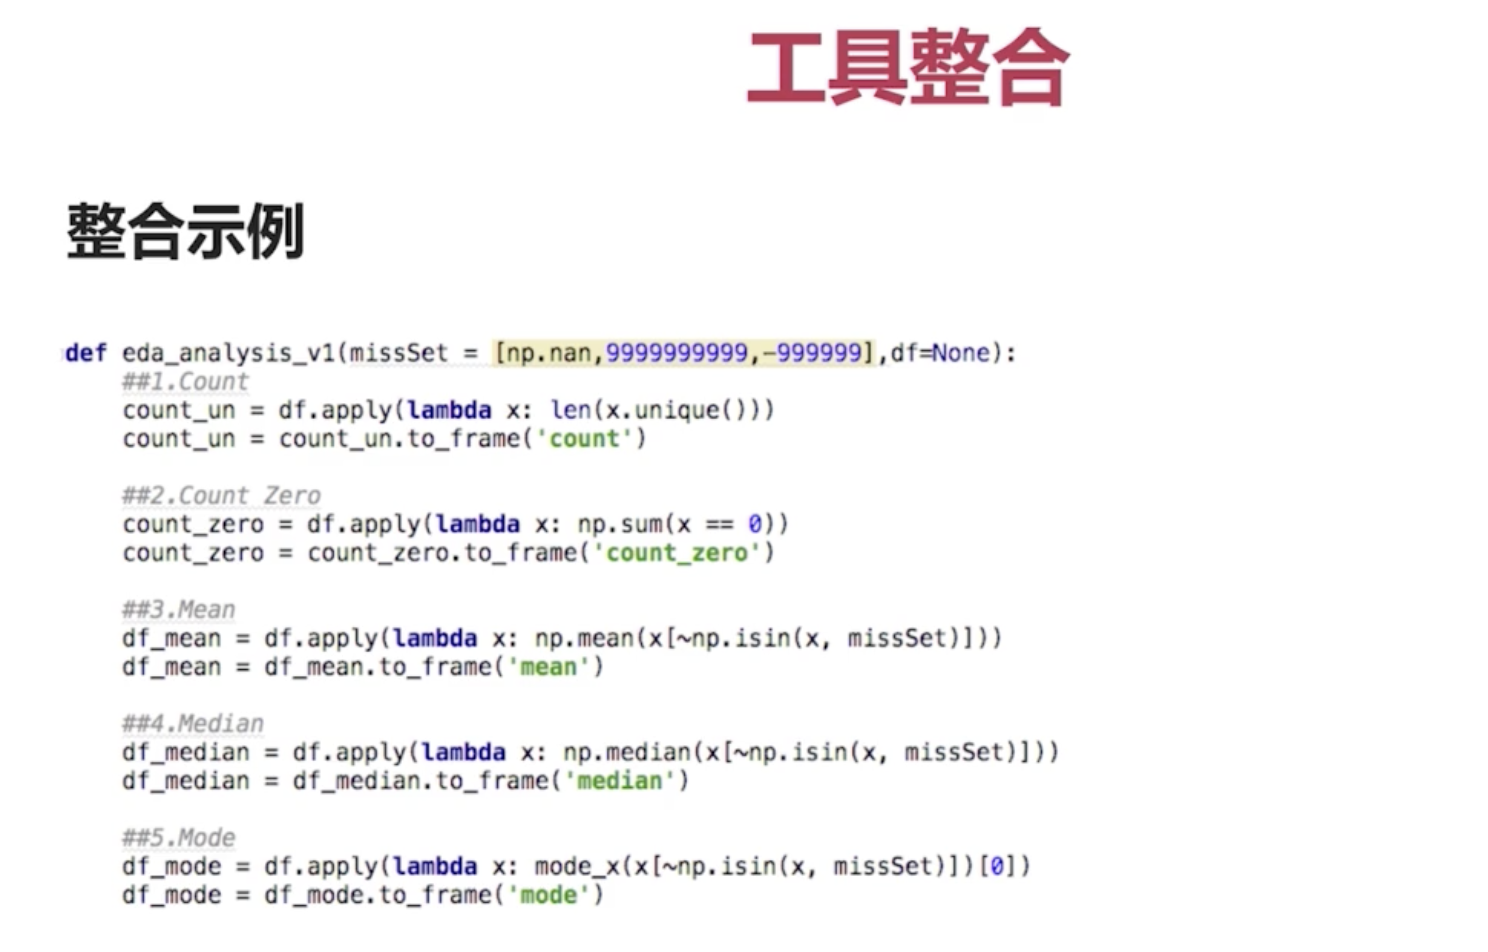 工具整合
整合示例
def eda_analysis_v1(missSet = [np.nan,9999999999,-999999],df=None):
##1.Count
count_un = df.apply(lambda x: len(x.unique()))
count_un = count_un.to_frame('count')
##2.Count Zero
count_zero = df.apply(lambda x: np.sum(x == 0))
count_zero = count_zero.to_frame('count_zero')
##3.Mean
df_mean = df.apply(lambda x: np.mean(x[~np.isin(x, missSet)]))
df_mean = df_mean.to_frame('mean')
##4.Median
df_median = df.apply(lambda x: np.median(x[~np.isin(x, missSet)]))
df_median = df_median.to_frame('median')
##5.Mode
df_mode = df.apply(lambda x: mode_x(x[~np.isin(x, missSet)])[0])
df_mode = df_mode.to_frame('mode')